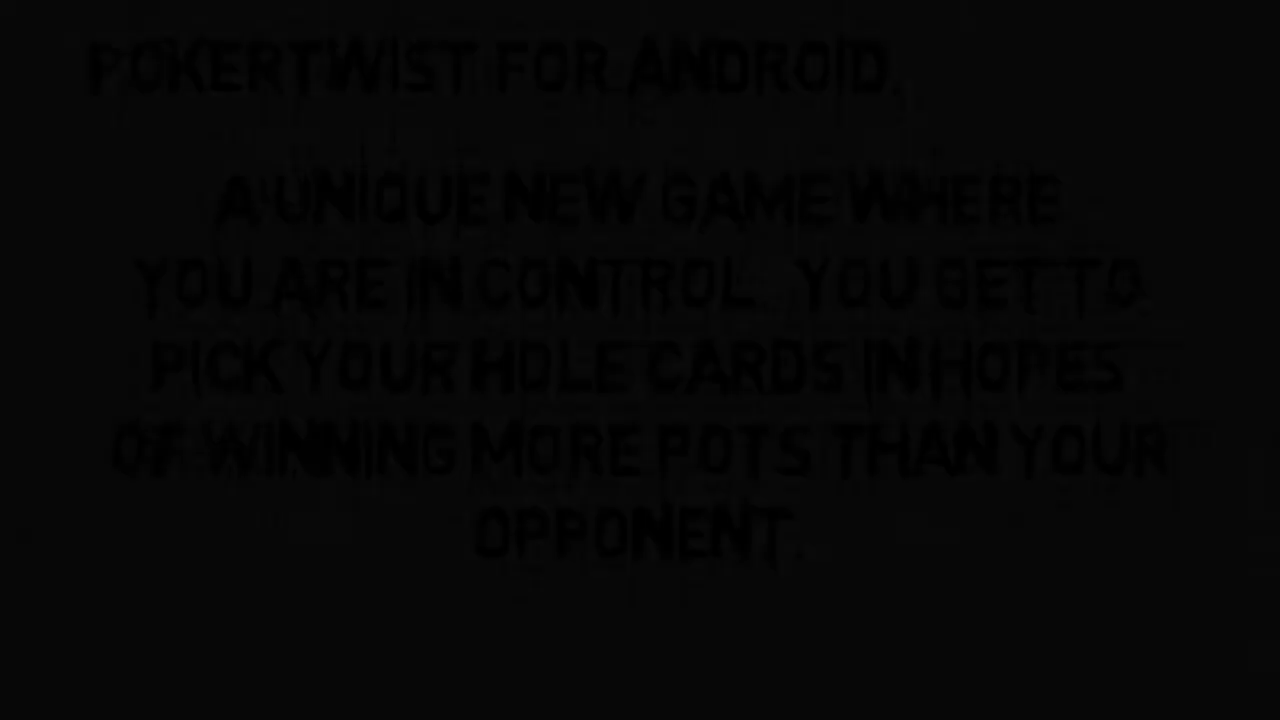 POKERTWIST FOR ANDROID.
A UNIQUE NEW GAME WHERE
YOU ARE IN CONTROL. YOU GET TO
PICK YOUR HOLE CARDS IN HOPES
OF WINNING MORE POTS THAN YOUR
OPPONENT.